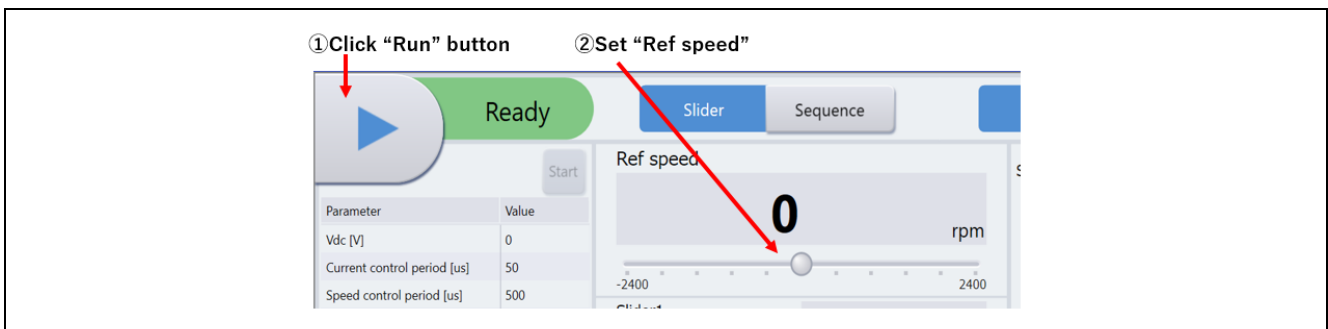 ①Click “Run” button
②Set “Ref speed”
Ready
Slider
Sequence
Start
Ref speed
0
rpm
-2400
2400
Parameter Value
Vdc [V] 0
Current control period [us] 50
Speed control period [us] 500